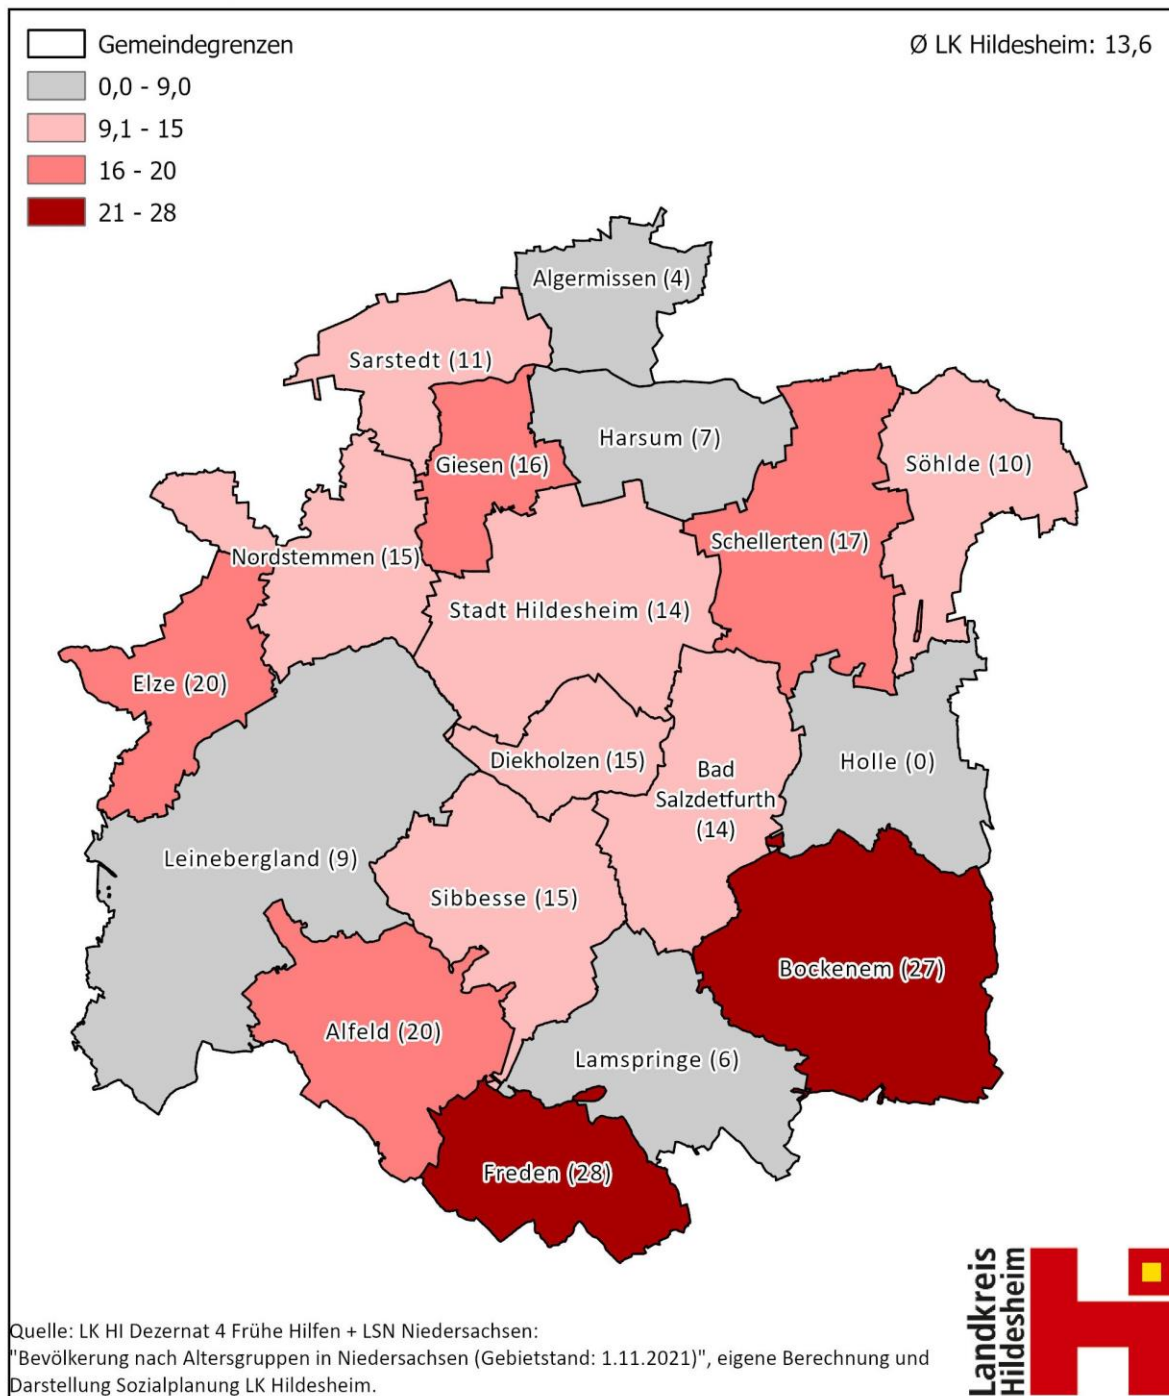 Gemeindegrenzen
Ø LK Hildesheim: 13,6
0,0 - 9,0
9,1 - 15
16 - 20
21 - 28
Algermissen (4)
Sarstedt (11)
Harsum (7)
Giesen (16)
Söhlde (10)
Schellerten (17)
Nordstemmen (15)
Stadt Hildesheim (14)
Elze (20)
Diekholzen (15)
Holle (0)
Bad
Salzdetfurth
(14)
Leinebergland (9)
Sibbesse (15)
Bockenem (27)
Alfeld (20)
Lamspringe (6)
Freden (28)
Landkreis
Hildesheim
Quelle: LK HI Dezernat 4 Frühe Hilfen + LSN Niedersachsen:
"Bevölkerung nach Altersgruppen in Niedersachsen (Gebietstand: 1.11.2021)", eigene Berechnung und
Darstellung Sozialplanung LK Hildesheim.